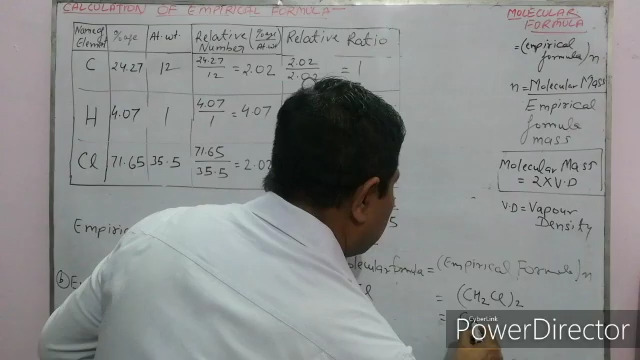 CALCULATION OF EMPIRICAL FORMULA—
Name of Element %age At. wt. Relative Number (%age/At wt) Relative Ratio
C 24.27 12 24.27/12 = 2.02 2.02/2.02 = 1
H 4.07 1 4.07/1 = 4.07
Cl 71.65 35.5 71.65/35.5 = 2.02
MOLECULAR
FORMULA
= (empirical
formula) n
n = Molecular Mass
Empirical
formula
mass
Molecular Mass
= 2 X V.D
V.D = Vapour
Density
molecular formula = (Empirical Formula) n
= (CH2Cl)2
=
CyberLink
PowerDirector